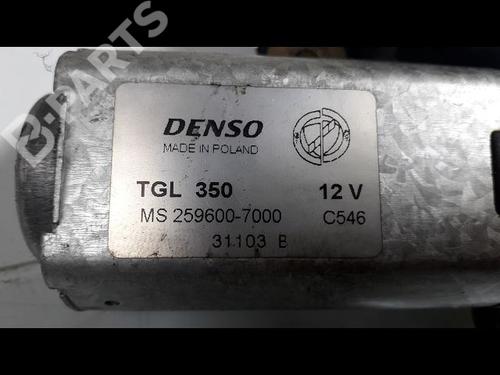 B-PARTS
DENSO
MADE IN POLAND
TGL 350 12 V
MS 259600-7000 C546
31103 B